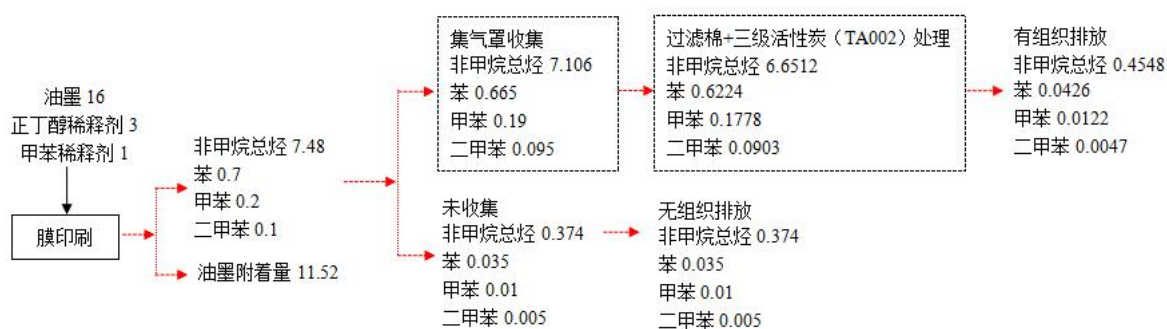 油墨 16
正丁醇稀释剂 3
甲苯稀释剂 1
膜印刷
非甲烷总烃 7.48
苯 0.7
甲苯 0.2
二甲苯 0.1
油墨附着量 11.52
集气罩收集
非甲烷总烃 7.106
苯 0.665
甲苯 0.19
二甲苯 0.095
过滤棉+三级活性炭（TA002）处理
非甲烷总烃 6.6512
苯 0.6224
甲苯 0.1778
二甲苯 0.0903
有组织排放
非甲烷总烃 0.4548
苯 0.0426
甲苯 0.0122
二甲苯 0.0047
未收集
非甲烷总烃 0.374
苯 0.035
甲苯 0.01
二甲苯 0.005
无组织排放
非甲烷总烃 0.374
苯 0.035
甲苯 0.01
二甲苯 0.005